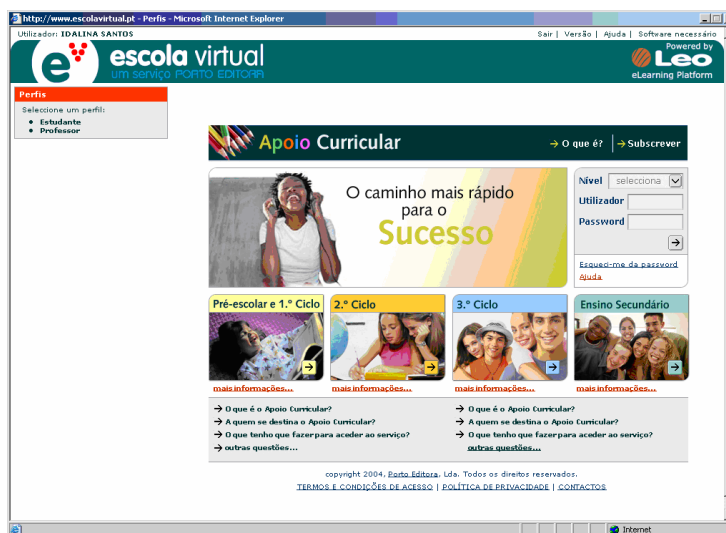 http://www.escolavirtual.pt - Perfis - Microsoft Internet Explorer
Utilizador: IDALINA SANTOS
Sair | Versão | Ajuda | Software necessário
e
escola virtual
um serviço PORTO EDITORA
Powered by
Leo
eLearning Platform
Perfis
Seleccione um perfil:
• Estudante
• Professor
Apoio Curricular
→ O que é? | → Subscrever
O caminho mais rápido
para o
Sucesso
Nível selecciona
Utilizador
Password
→
Esqueci-me da password
Ajuda
Pré-escolar e 1.º Ciclo
2.º Ciclo
3.º Ciclo
Ensino Secundário
mais informações...
mais informações...
mais informações...
mais informações...
→ O que é o Apoio Curricular?
→ A quem se destina o Apoio Curricular?
→ O que tenho que fazer para aceder ao serviço?
→ outras questões...
→ O que é o Apoio Curricular?
→ A quem se destina o Apoio Curricular?
→ O que tenho que fazer para aceder ao serviço?
outras questões...
copyright 2004, Porto Editora, Lda. Todos os direitos reservados.
TERMOS E CONDIÇÕES DE ACESSO | POLÍTICA DE PRIVACIDADE | CONTACTOS
Internet